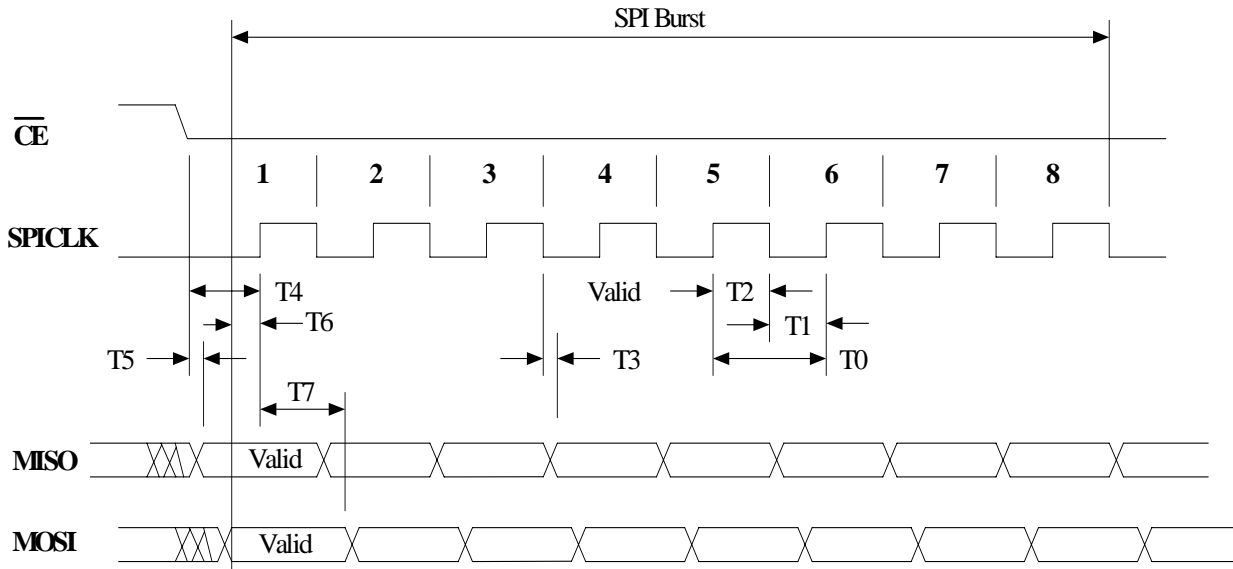 SPI Burst
CE
1 2 3 4 5 6 7 8
SPICLK
T4 Valid T2
T6 T1
T5 T3 T0
T7
MISO Valid
MOSI Valid